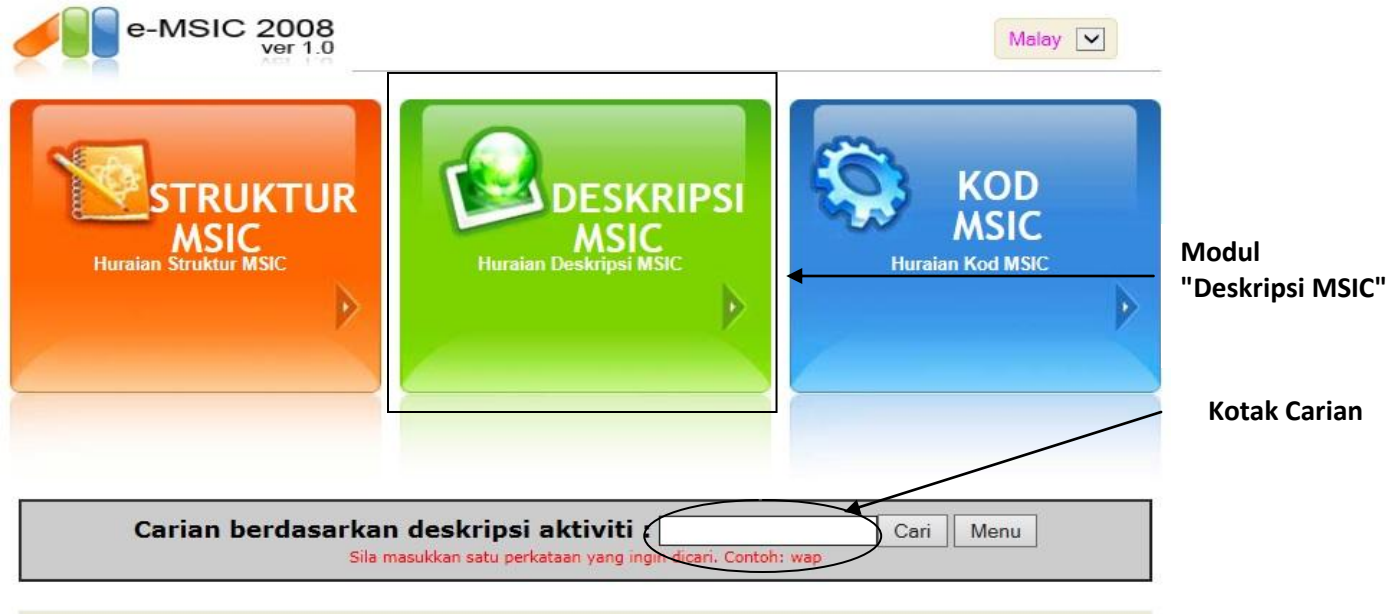 e-MSIC 2008
ver 1.0
Malay
STRUKTUR
MSIC
Huraian Struktur MSIC
DESKRIPSI
MSIC
Huraian Deskripsi MSIC
KOD
MSIC
Huraian Kod MSIC
Modul
"Deskripsi MSIC"
Kotak Carian
Carian berdasarkan deskripsi aktiviti : Cari Menu
Sila masukkan satu perkataan yang ingin dicari. Contoh: wap